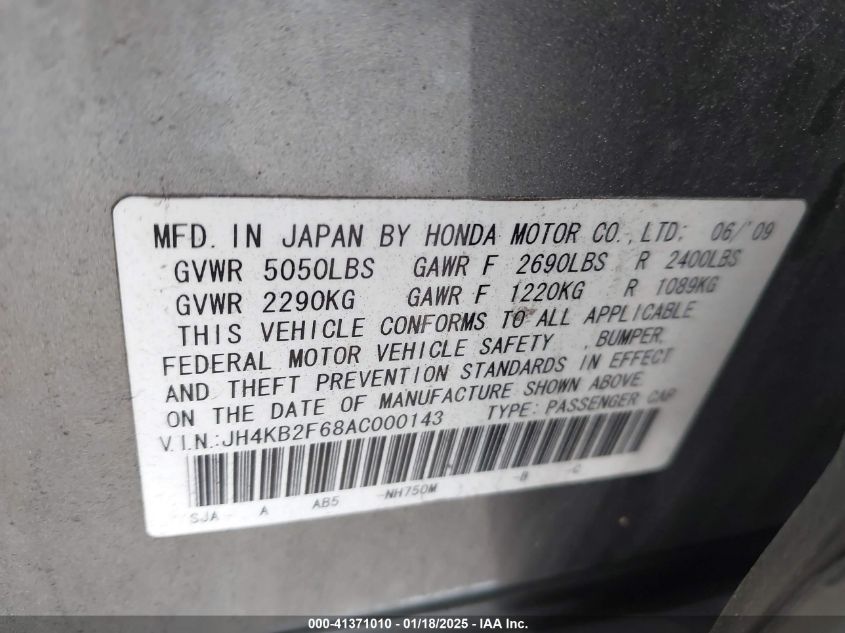 MFD. IN JAPAN BY HONDA MOTOR CO., LTD: 06/'09
GVWR 5050LBS GAWR F 2690LBS R 2400LBS
GVWR 2290KG GAWR F 1220KG R 1089KG
THIS VEHICLE CONFORMS TO ALL APPLICABLE
FEDERAL MOTOR VEHICLE SAFETY , BUMPER,
AND THEFT PREVENTION STANDARDS IN EFFECT
ON THE DATE OF MANUFACTURE SHOWN ABOVE.
V.I.N.:JH4KB2F68AC000143 TYPE: PASSENGER CAR
SJA- A AB5 -NH750M -B -C
000-41371010 - 01/18/2025 - IAA Inc.